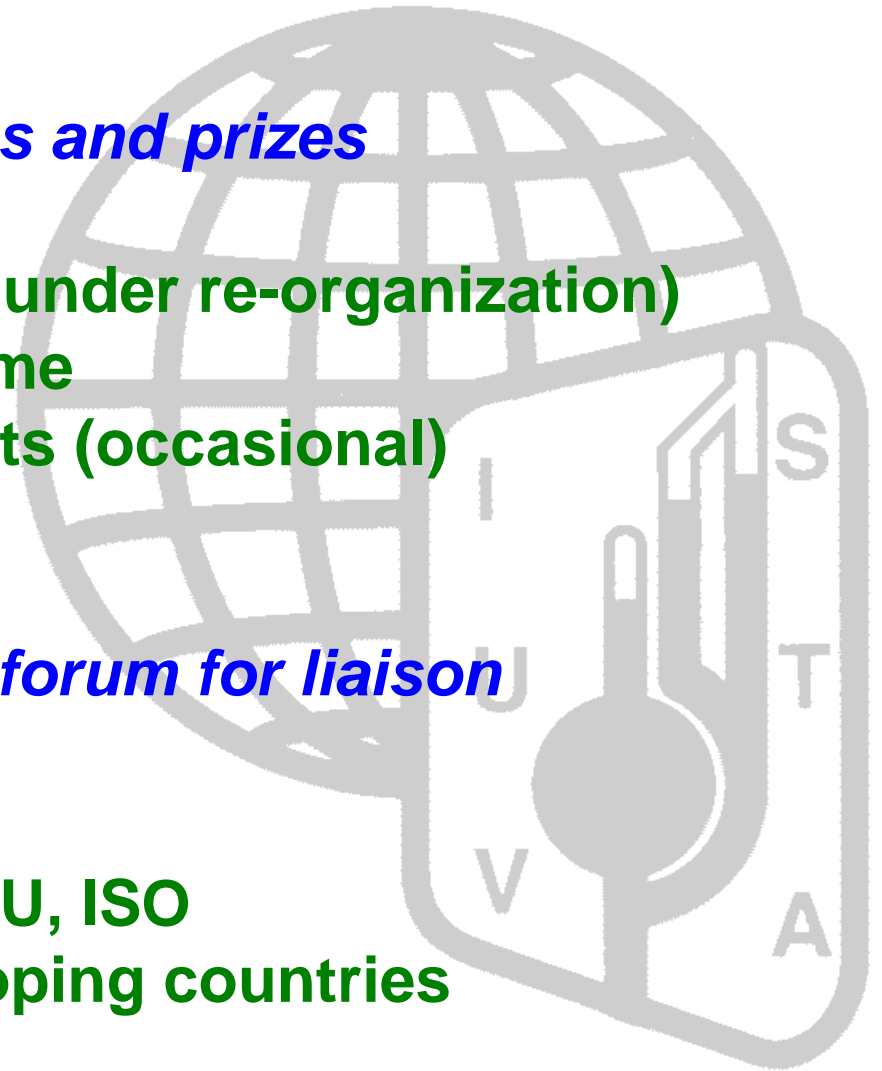 s and prizes
under re-organization)
me
ts (occasional)
I
S
forum for liaison
U
T
V
U, ISO
A
oping countries